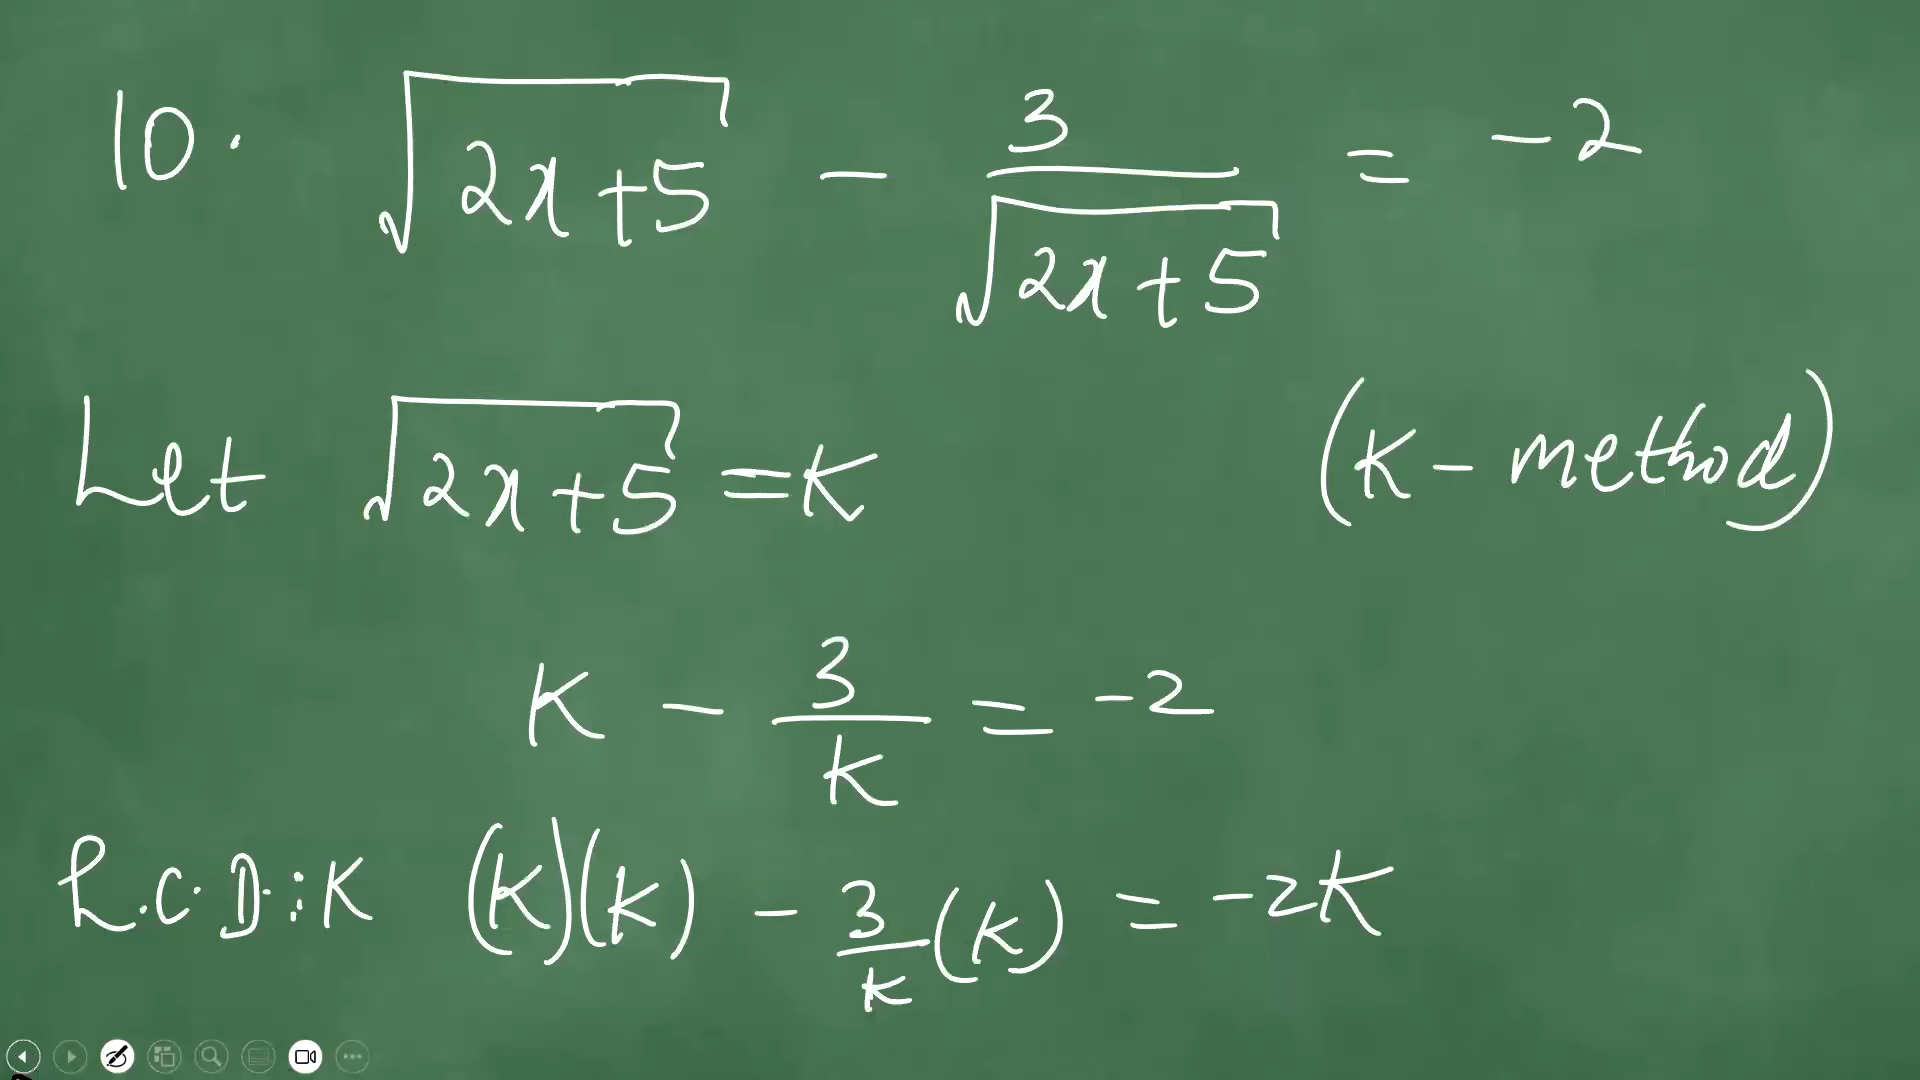 10. √(2x+5) - 3/√(2x+5) = -2
Let √(2x+5) = K (K-method)
K - 3/K = -2
L.C.D: K (K)(K) - 3/K (K) = -2K